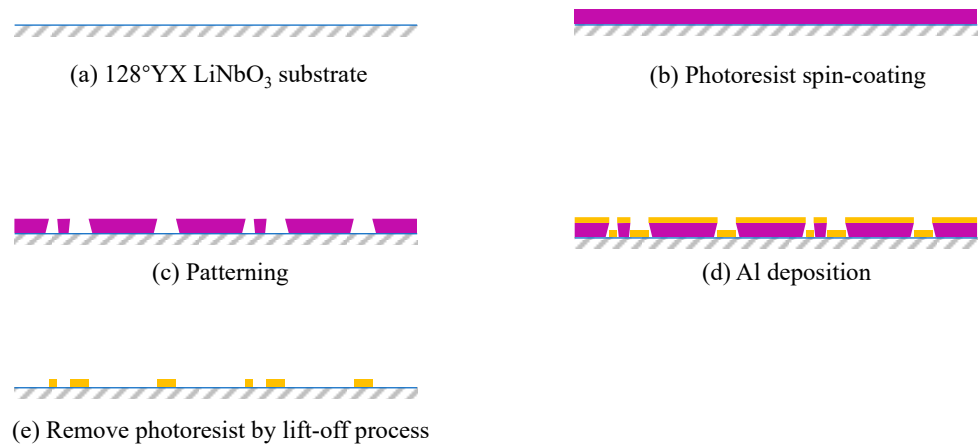 (a) 128°YX LiNbO₃ substrate
(b) Photoresist spin-coating
(c) Patterning
(d) Al deposition
(e) Remove photoresist by lift-off process